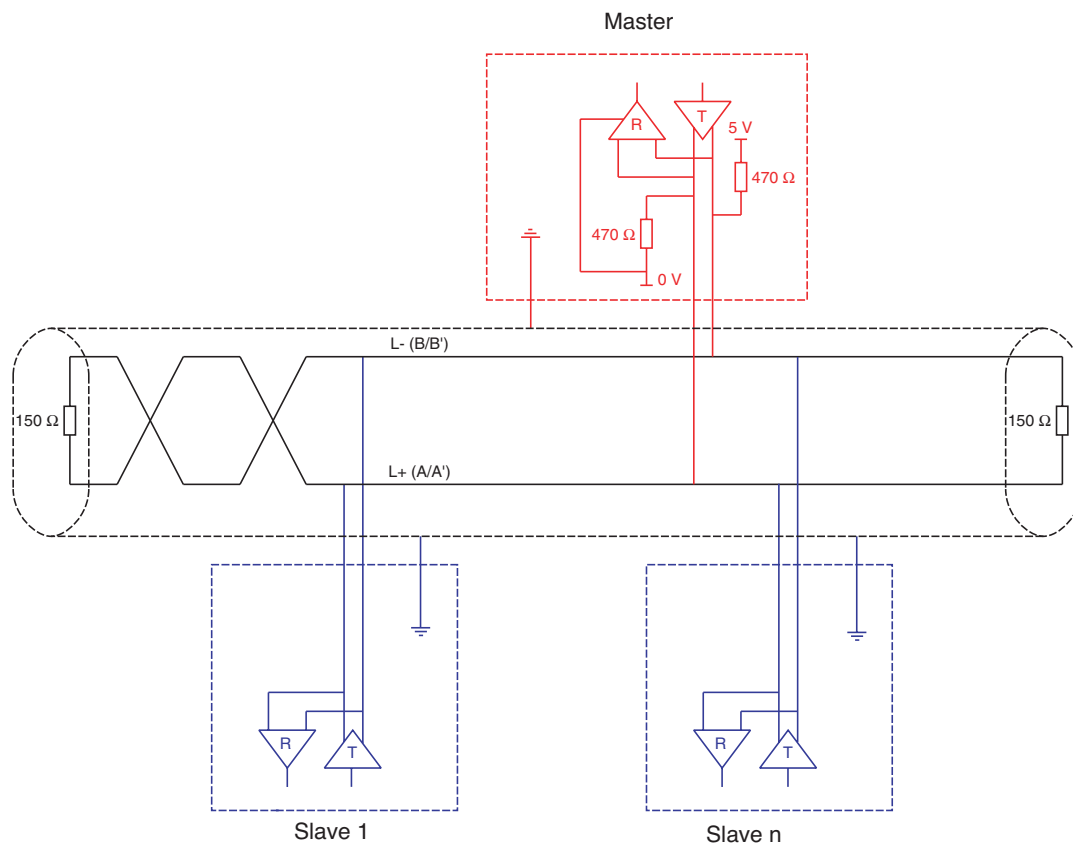 Master
R
T
5 V
470 Ω
470 Ω
0 V
L- (B/B')
150 Ω
150 Ω
L+ (A/A')
R
T
R
T
Slave 1
Slave n